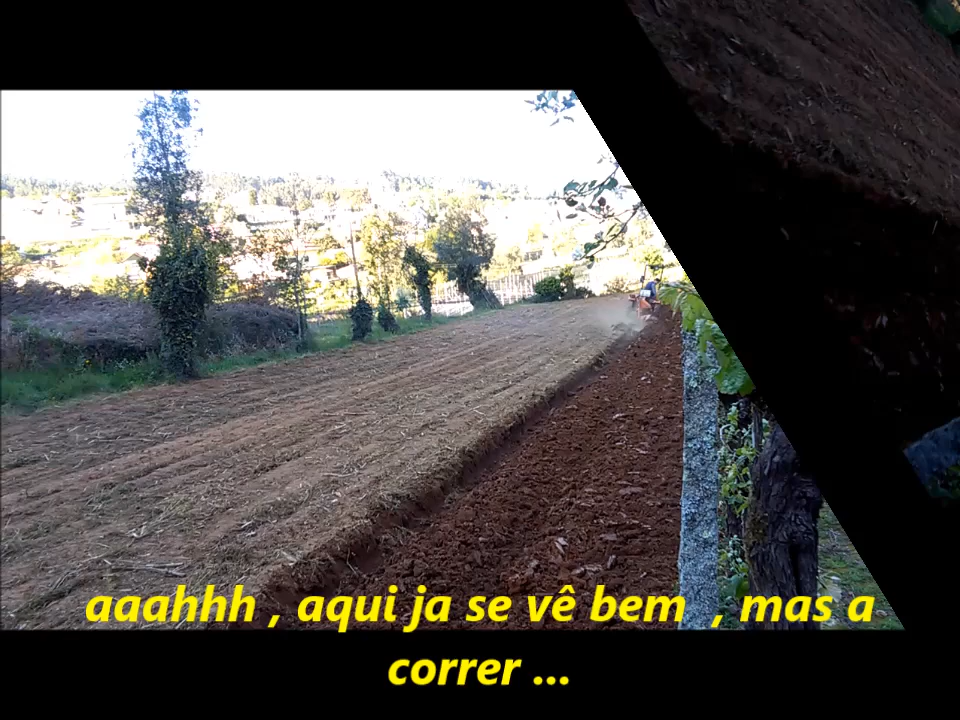 aaahhh , aqui ja se vê bem , mas a
correr ...